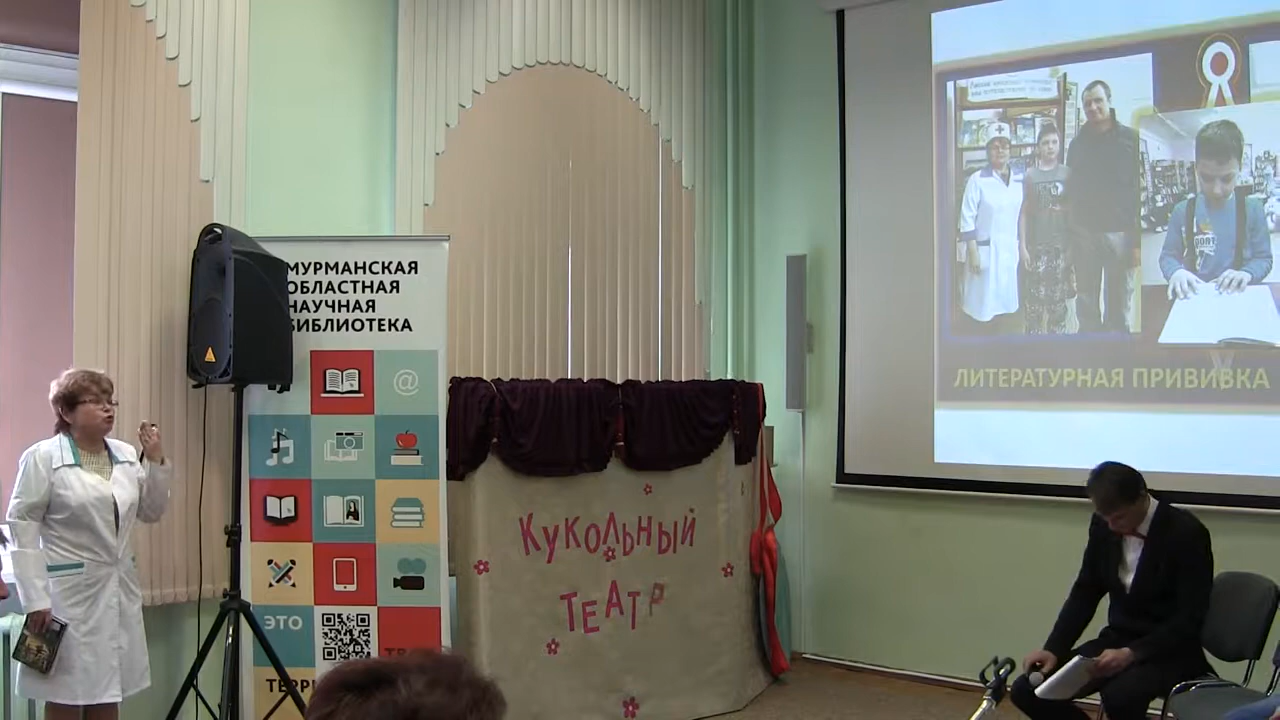 МУРМАНСКАЯ
ОБЛАСТНАЯ
НАУЧНАЯ
БИБЛИОТЕКА
@
ЭТО
КУКОЛЬНЫЙ
ТЕАТР
ЛИТЕРАТУРНАЯ ПРИВИВКА